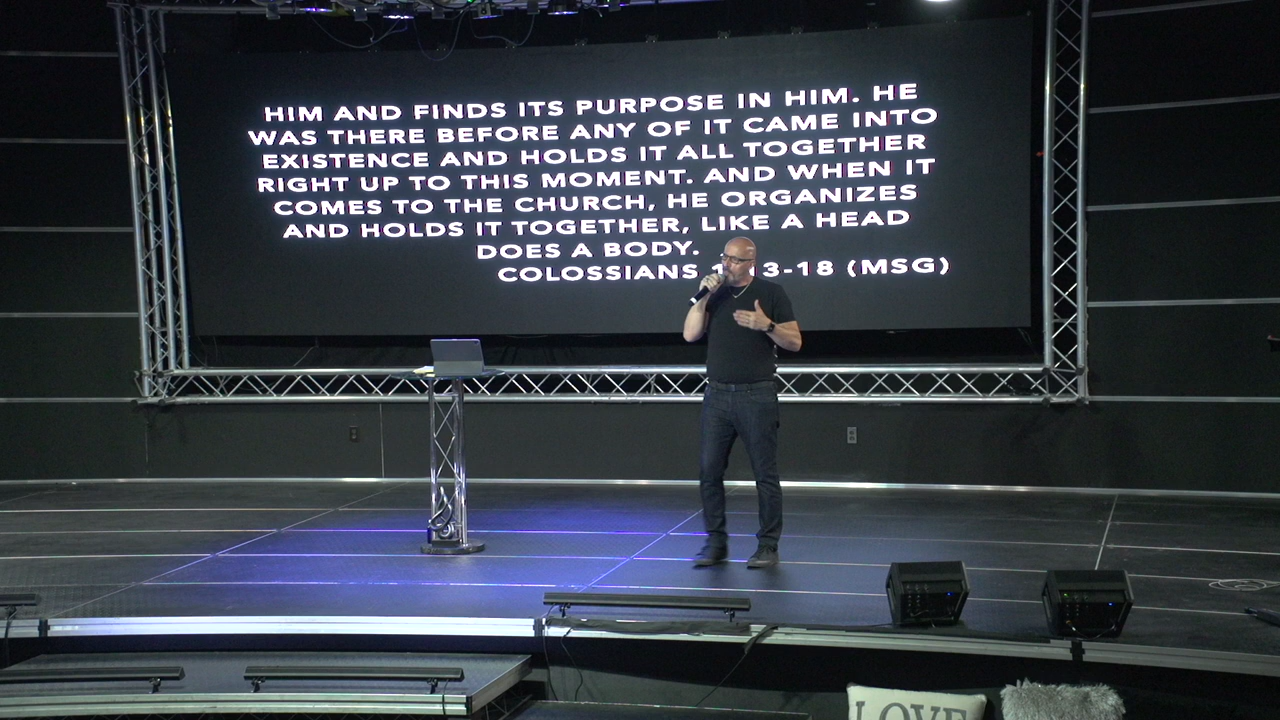 HIM AND FINDS ITS PURPOSE IN HIM. HE
WAS THERE BEFORE ANY OF IT CAME INTO
EXISTENCE AND HOLDS IT ALL TOGETHER
RIGHT UP TO THIS MOMENT. AND WHEN IT
COMES TO THE CHURCH, HE ORGANIZES
AND HOLDS IT TOGETHER, LIKE A HEAD
DOES A BODY.
COLOSSIANS 13-18 (MSG)
LOVE